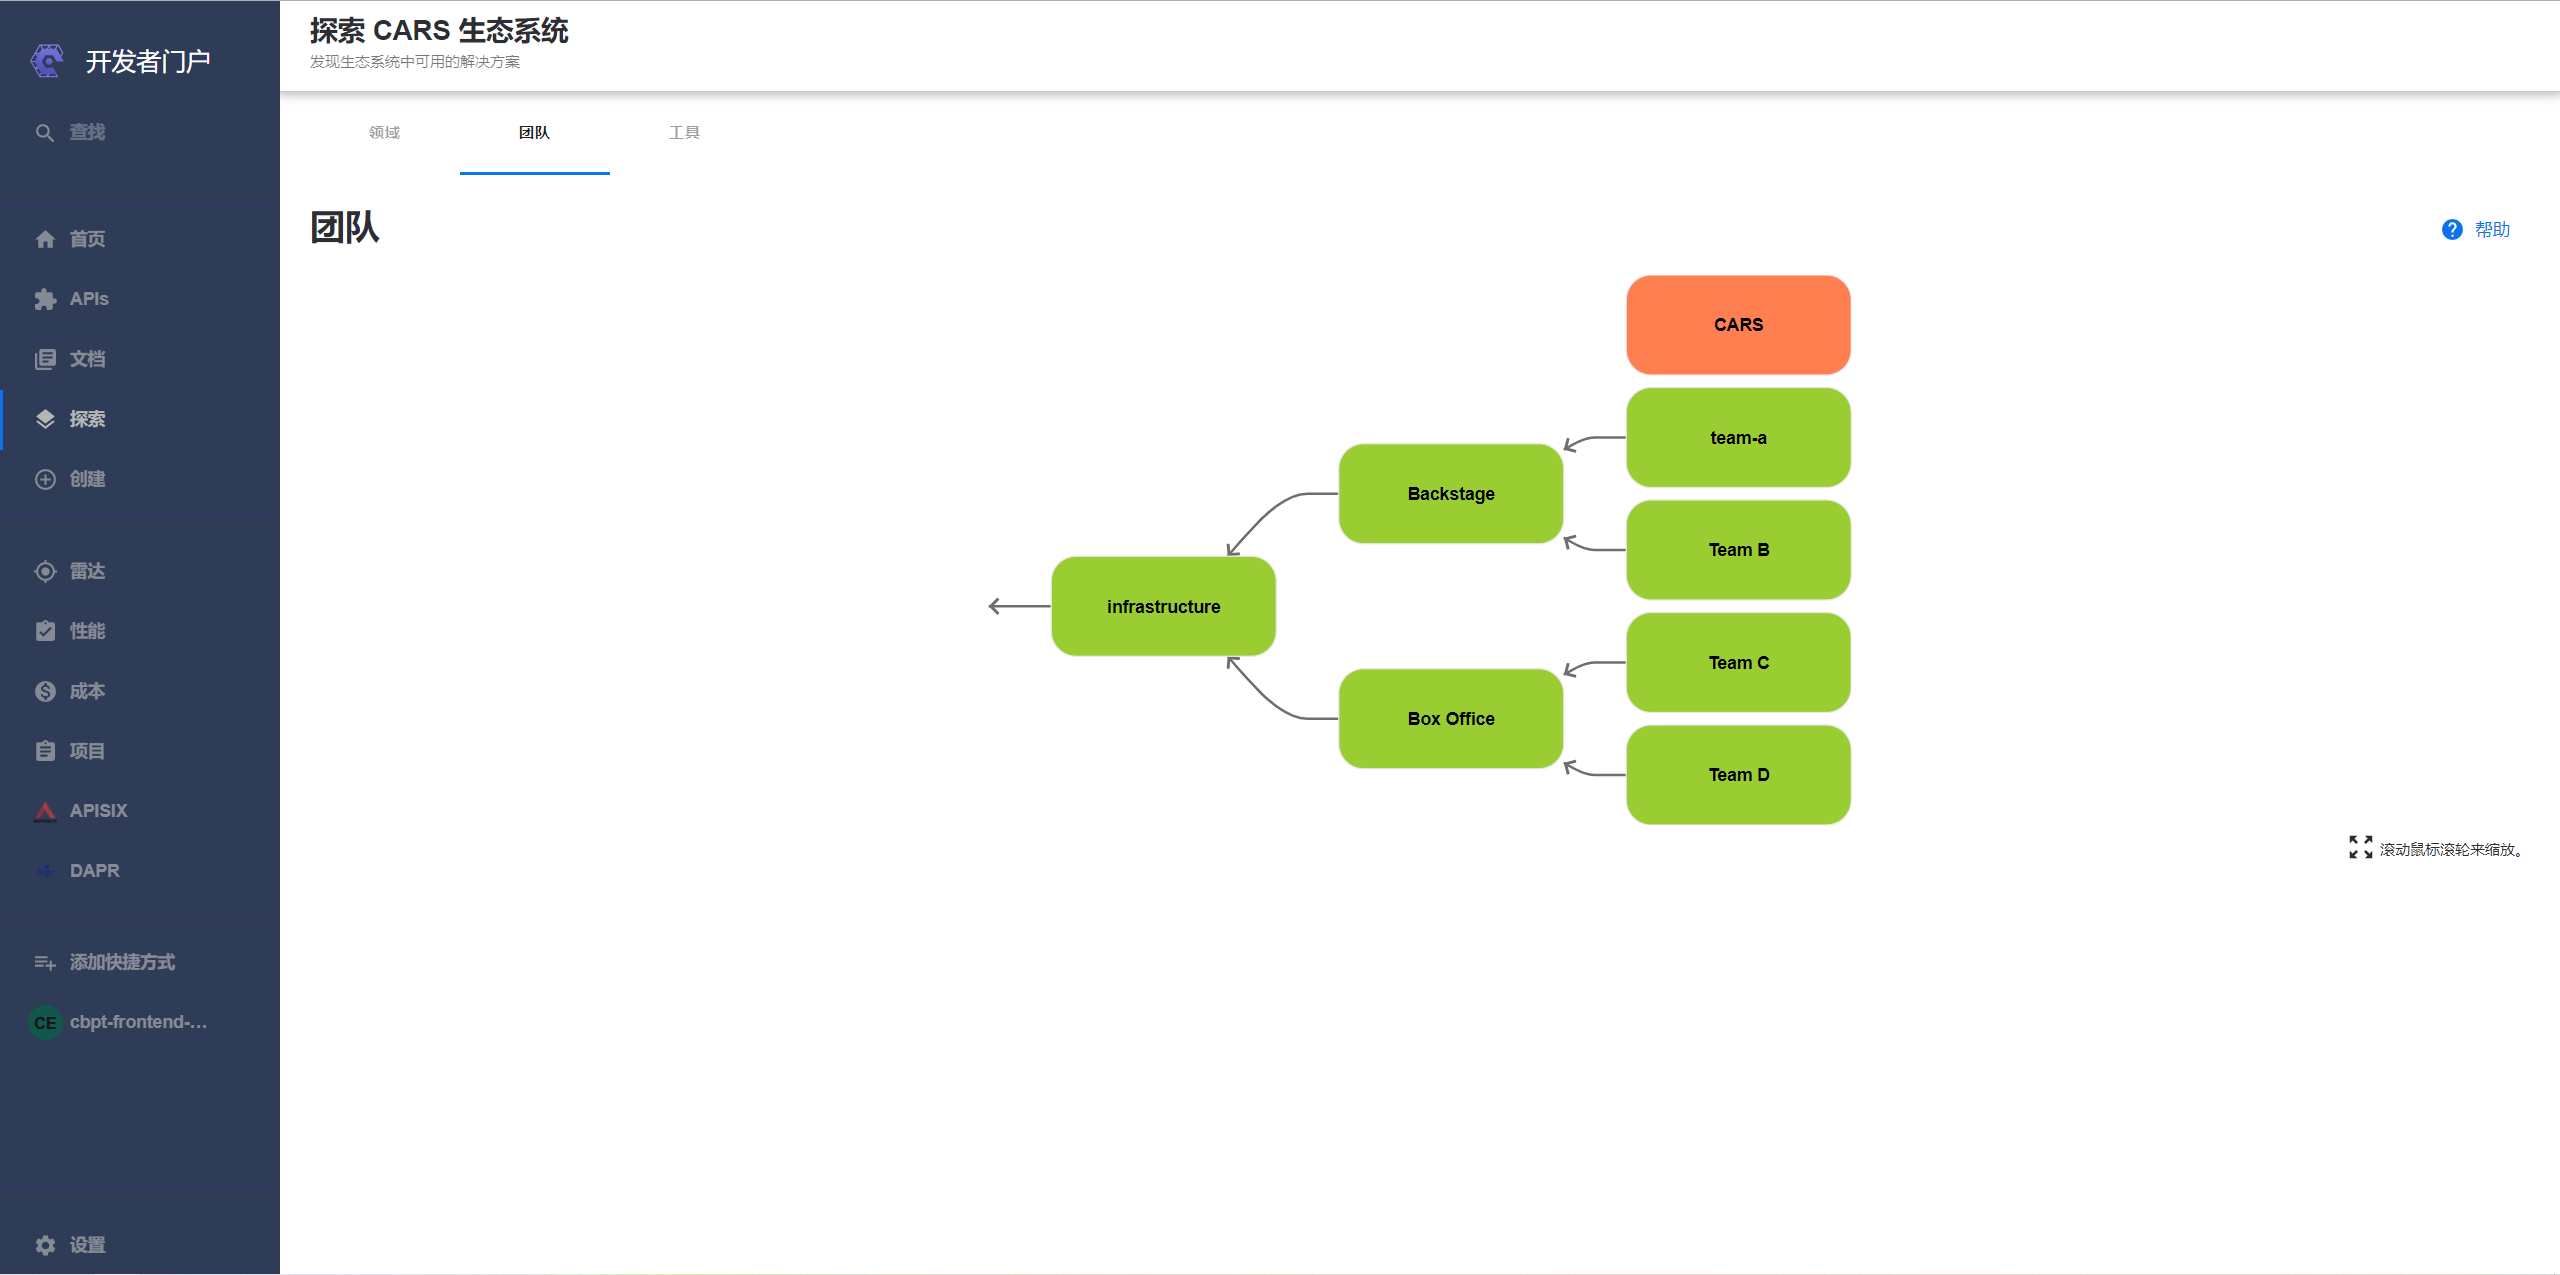 开发者门户
查找
首页
APIs
文档
探索
创建
雷达
性能
成本
项目
APISIX
DAPR
添加快捷方式
CE cbpt-frontend-...
设置
探索 CARS 生态系统
发现生态系统中可用的解决方案
领域 团队 工具
团队
? 帮助
CARS
team-a
Backstage
Team B
infrastructure
Team C
Box Office
Team D
滚动鼠标滚轮来缩放。